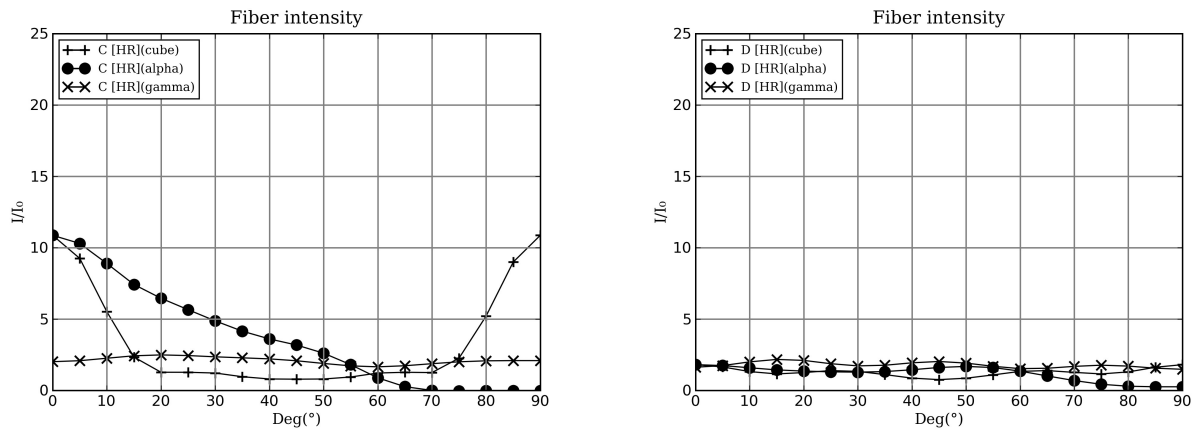 Fiber intensity
C [HR](cube)
C [HR](alpha)
C [HR](gamma)
25
20
15
10
5
0
I/I₀
0 10 20 30 40 50 60 70 80 90
Deg(°)
Fiber intensity
D [HR](cube)
D [HR](alpha)
D [HR](gamma)
25
20
15
10
5
0
I/I₀
0 10 20 30 40 50 60 70 80 90
Deg(°)